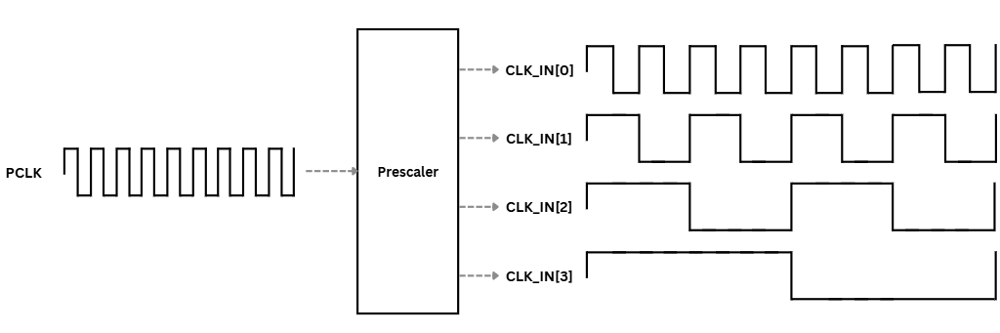 PCLK
Prescaler
CLK_IN[0]
CLK_IN[1]
CLK_IN[2]
CLK_IN[3]